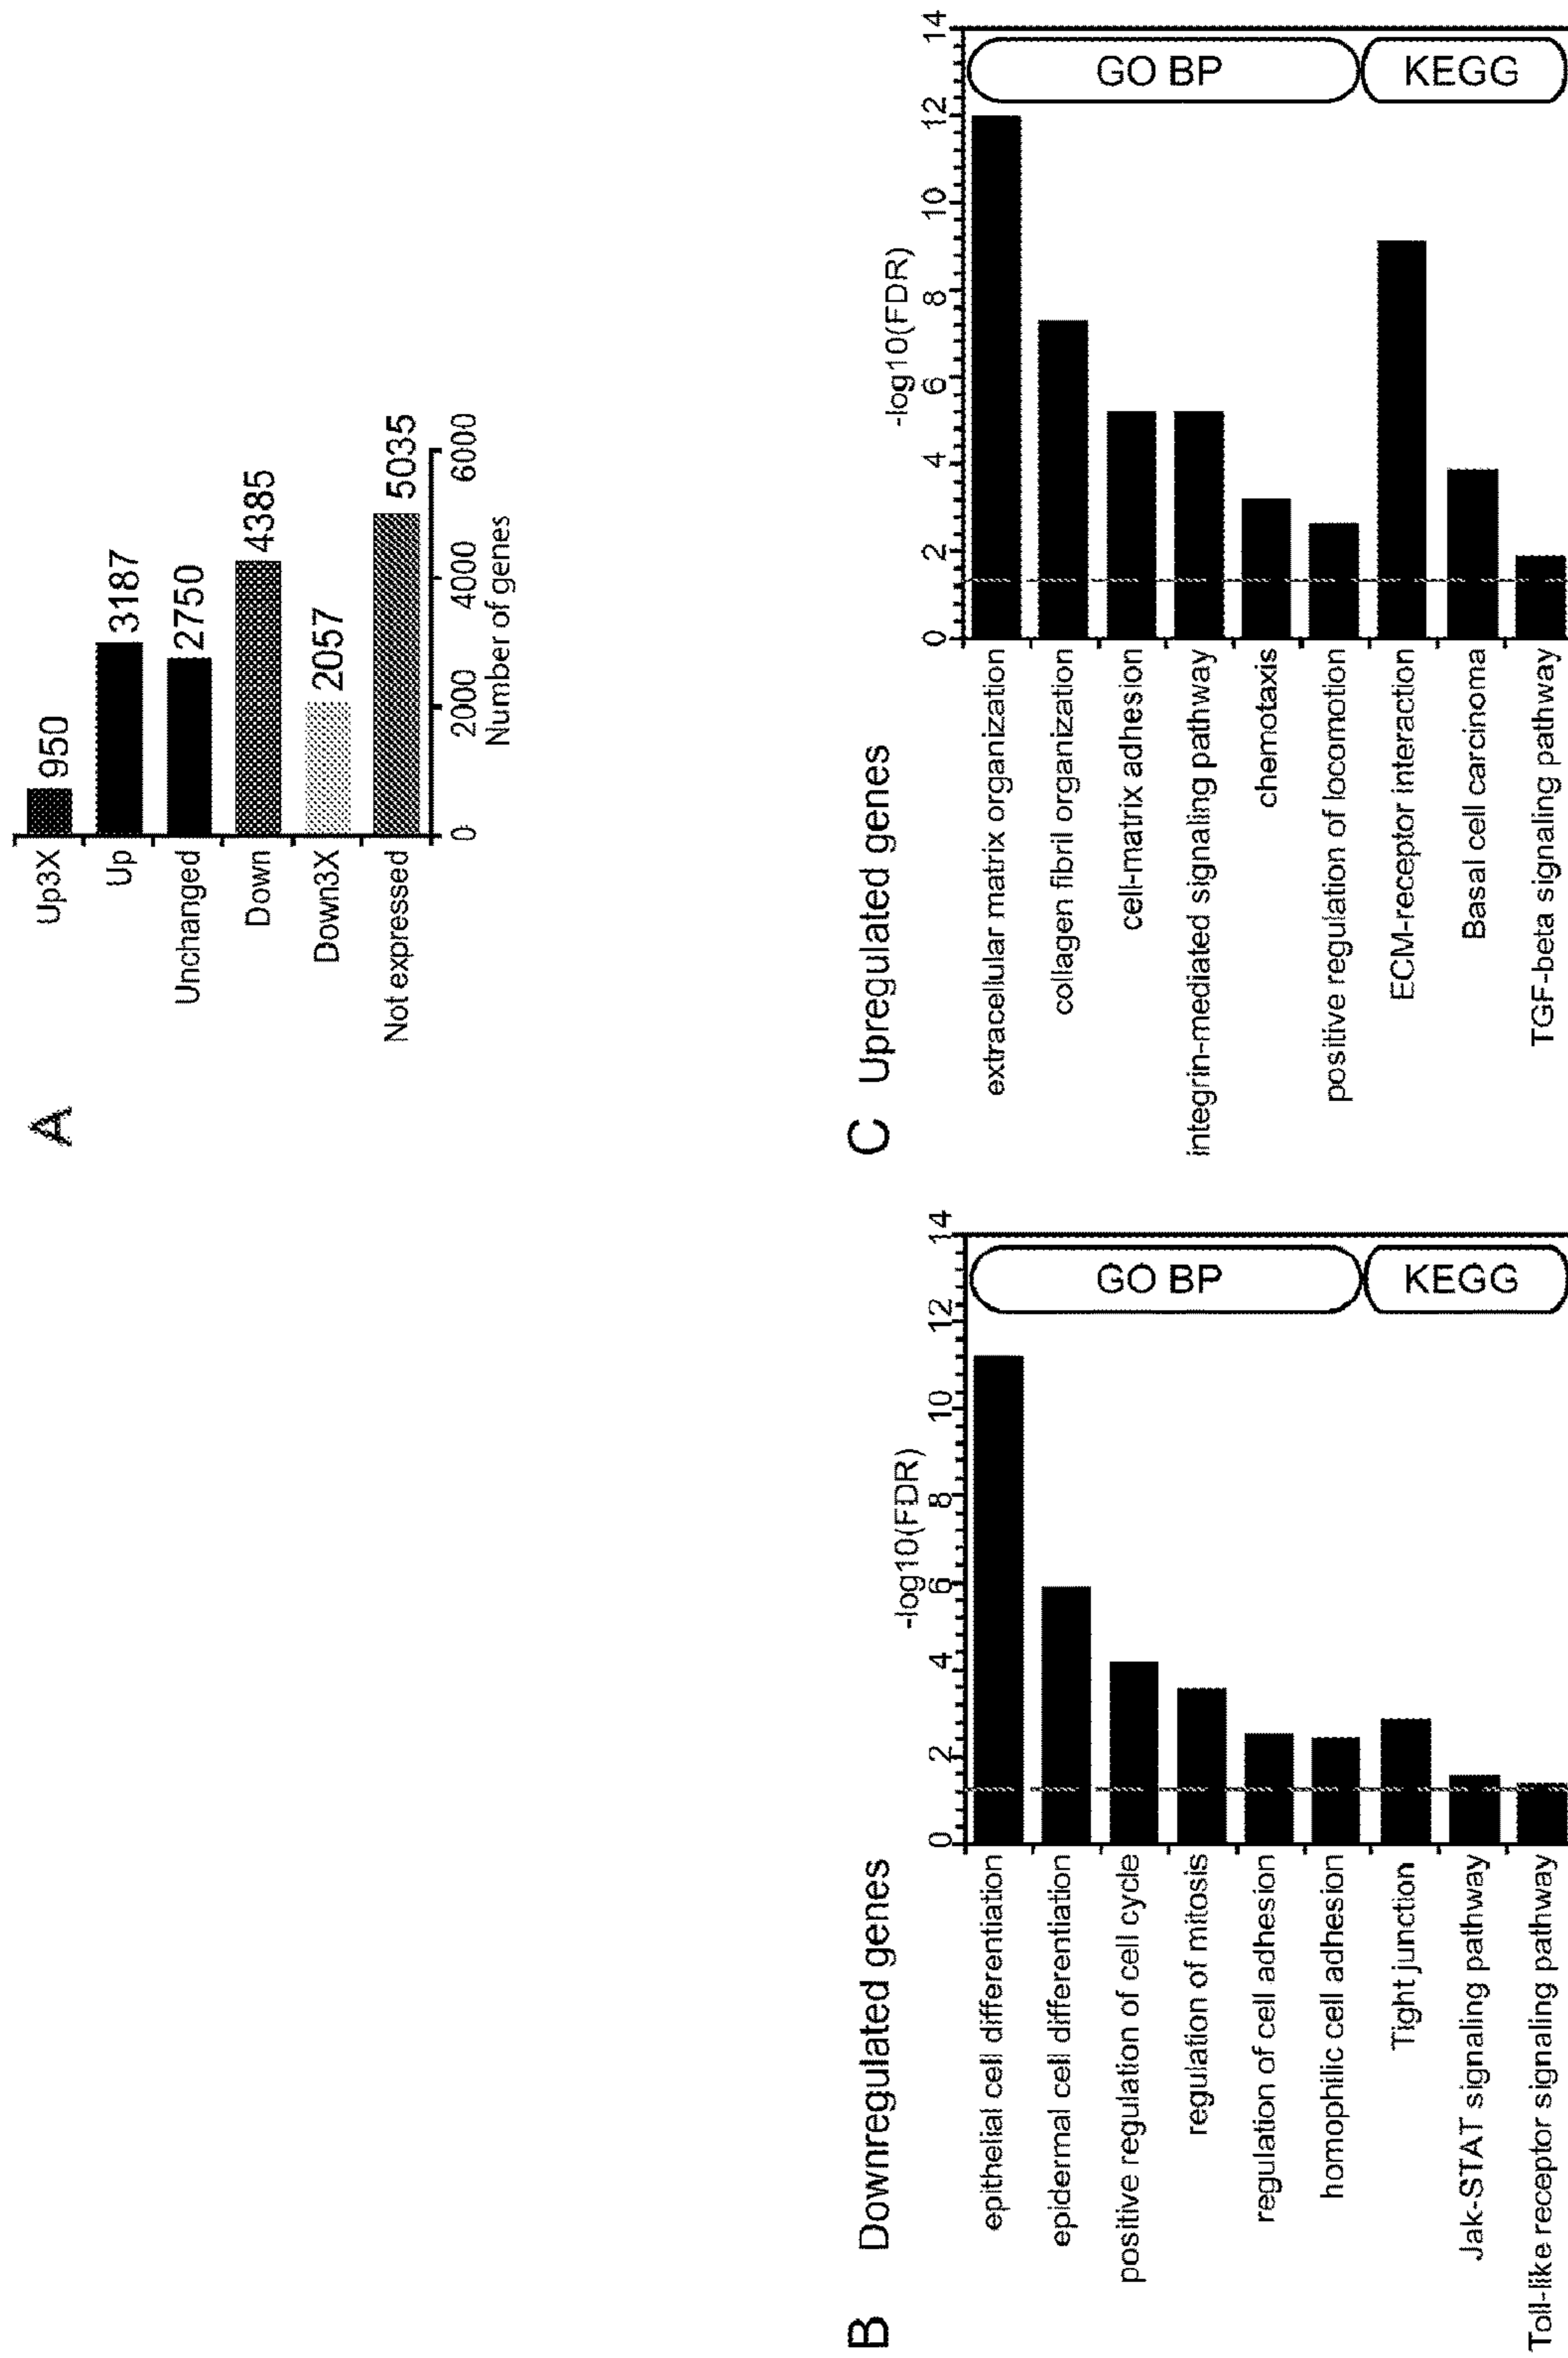 A
Up3X
950
Up
3187
Unchanged
2750
Down
4385
Down3X
2057
Not expressed
5035
0
2000
4000
6000
Number of genes
B
Downregulated genes
-log10(FDR)
0
2
4
6
8
10
12
14
epithelial cell differentiation
epidermal cell differentiation
positive regulation of cell cycle
regulation of mitosis
regulation of cell adhesion
homophilic cell adhesion
Tight junction
Jak-STAT signaling pathway
Toll-like receptor signaling pathway
GO BP
KEGG
C
Upregulated genes
-log10(FDR)
0
2
4
6
8
10
12
14
extracellular matrix organization
collagen fibril organization
cell-matrix adhesion
integrin-mediated signaling pathway
chemotaxis
positive regulation of locomotion
ECM-receptor interaction
Basal cell carcinoma
TGF-beta signaling pathway
GO BP
KEGG